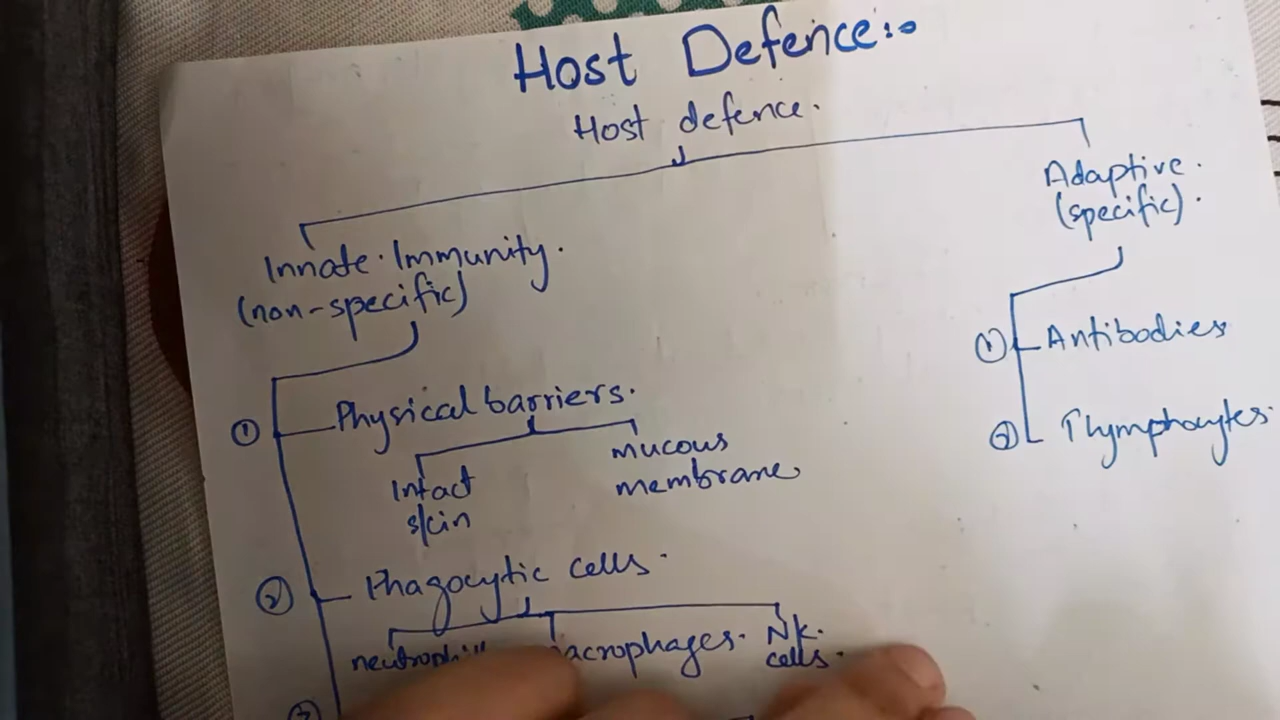 Host Defence:-
Host defence.
Adaptive.
(specific).
Innate Immunity.
(non-specific)
① Antibodies
② T lymphocytes.
① Physical barriers.
Intact
skin
mucous
membrane
② Phagocytic cells.
NK.
cells.
③